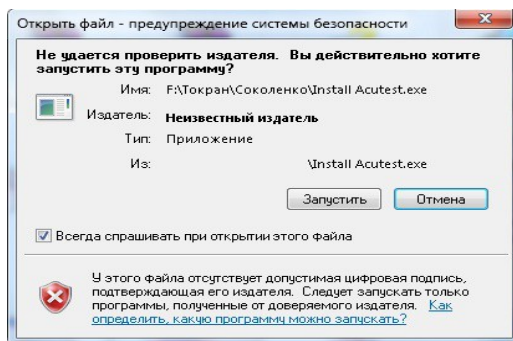 Открыть файл - предупреждение системы безопасности
Не удается проверить издателя. Вы действительно хотите
запустить эту программу?
Имя: F:\Токран\Соколенко\Install Acutest.exe
Издатель: Неизвестный издатель
Тип: Приложение
Из: \Install Acutest.exe
Запустить Отмена
Всегда спрашивать при открытии этого файла
У этого файла отсутствует допустимая цифровая подпись,
подтверждающая его издателя. Следует запускать только
программы, полученные от доверяемого издателя. Как
определить, какую программу можно запускать?